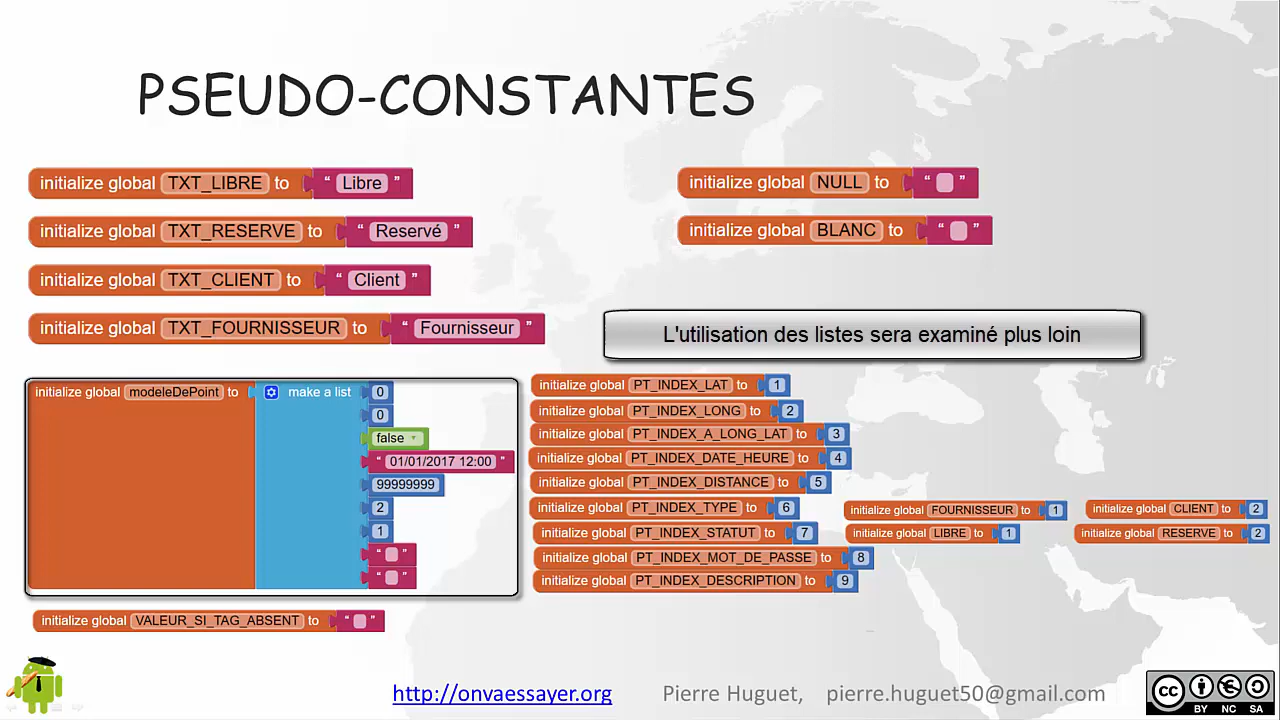 PSEUDO-CONSTANTES
initialize global TXT_LIBRE to “ Libre ”
initialize global NULL to “ ”
initialize global TXT_RESERVE to “ Reservé ”
initialize global BLANC to “ ”
initialize global TXT_CLIENT to “ Client ”
initialize global TXT_FOURNISSEUR to “ Fournisseur ”
L'utilisation des listes sera examiné plus loin
initialize global modeleDePoint to make a list 0
0
false
“ 01/01/2017 12:00 ”
99999999
2
1
“ ”
“ ”
initialize global PT_INDEX_LAT to 1
initialize global PT_INDEX_LONG to 2
initialize global PT_INDEX_A_LONG_LAT to 3
initialize global PT_INDEX_DATE_HEURE to 4
initialize global PT_INDEX_DISTANCE to 5
initialize global PT_INDEX_TYPE to 6
initialize global FOURNISSEUR to 1
initialize global CLIENT to 2
initialize global PT_INDEX_STATUT to 7
initialize global LIBRE to 1
initialize global RESERVE to 2
initialize global PT_INDEX_MOT_DE_PASSE to 8
initialize global PT_INDEX_DESCRIPTION to 9
initialize global VALEUR_SI_TAG_ABSENT to “ ”
http://onvaessayer.org Pierre Huguet, pierre.huguet50@gmail.com
cc BY NC SA